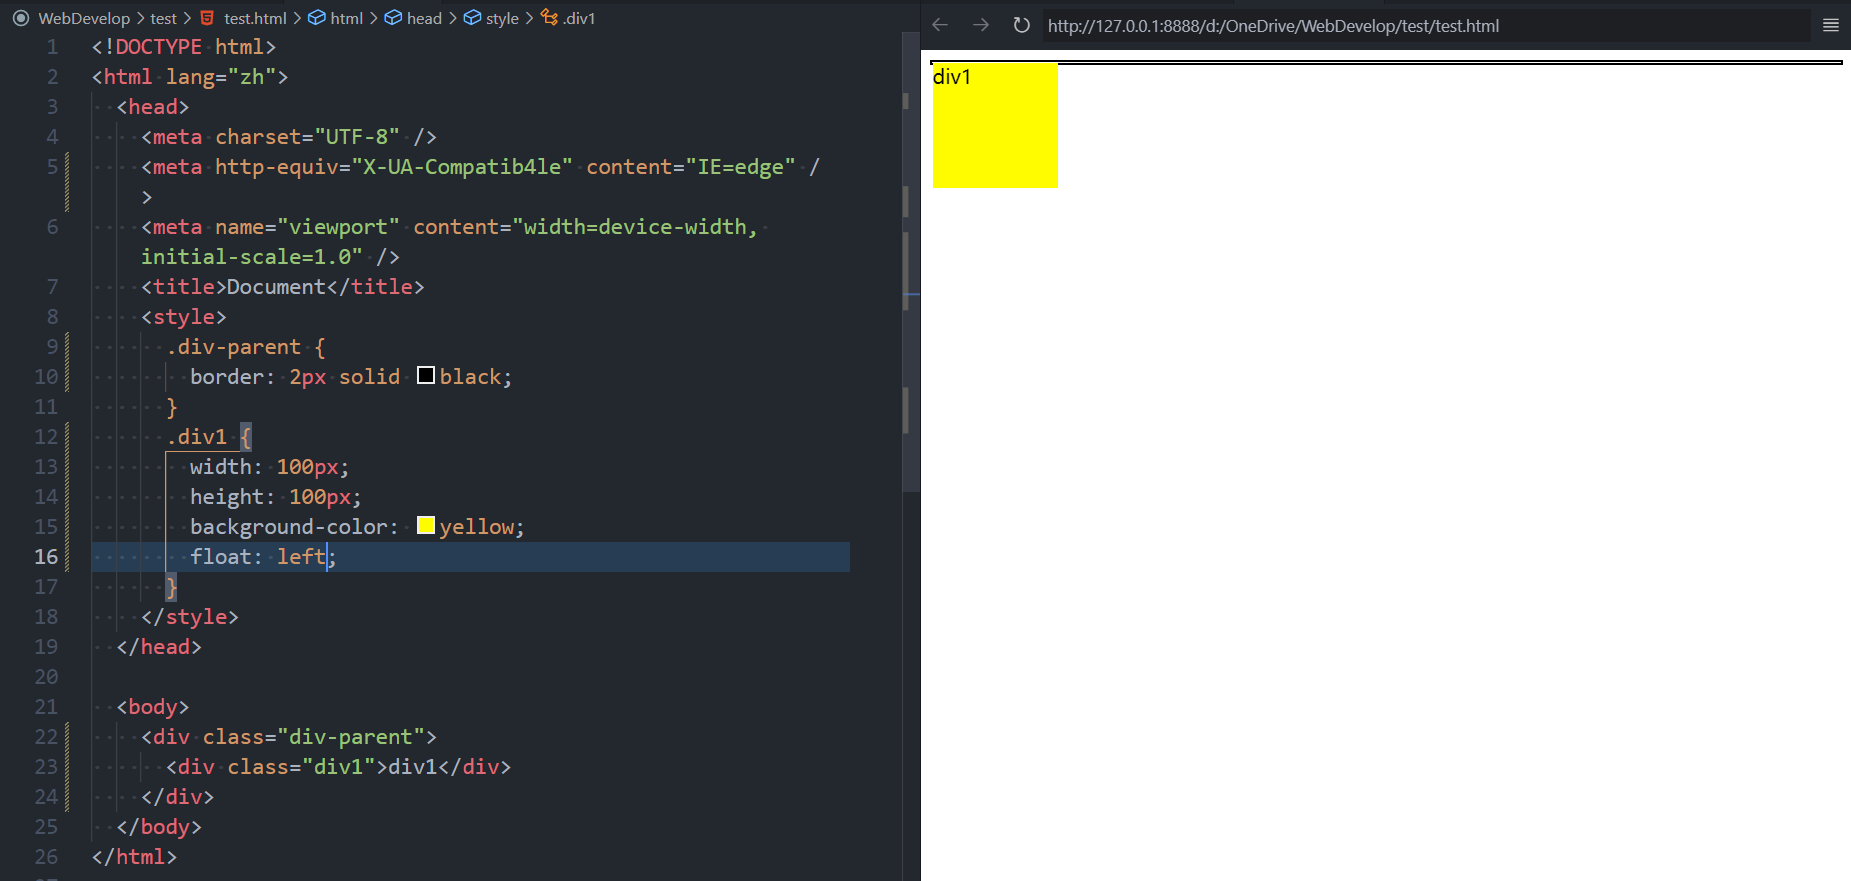 WebDevelop > test > test.html > html > head > style > .div1
1 <!DOCTYPE html>
2 <html lang="zh">
3 <head>
4 <meta charset="UTF-8" />
5 <meta http-equiv="X-UA-Compatib4le" content="IE=edge" /
>
6 <meta name="viewport" content="width=device-width,
initial-scale=1.0" />
7 <title>Document</title>
8 <style>
9 .div-parent {
10 border: 2px solid black;
11 }
12 .div1 {
13 width: 100px;
14 height: 100px;
15 background-color: yellow;
16 float: left;
17 }
18 </style>
19 </head>
20
21 <body>
22 <div class="div-parent">
23 <div class="div1">div1</div>
24 </div>
25 </body>
26 </html>
http://127.0.0.1:8888/d:/OneDrive/WebDevelop/test/test.html
div1